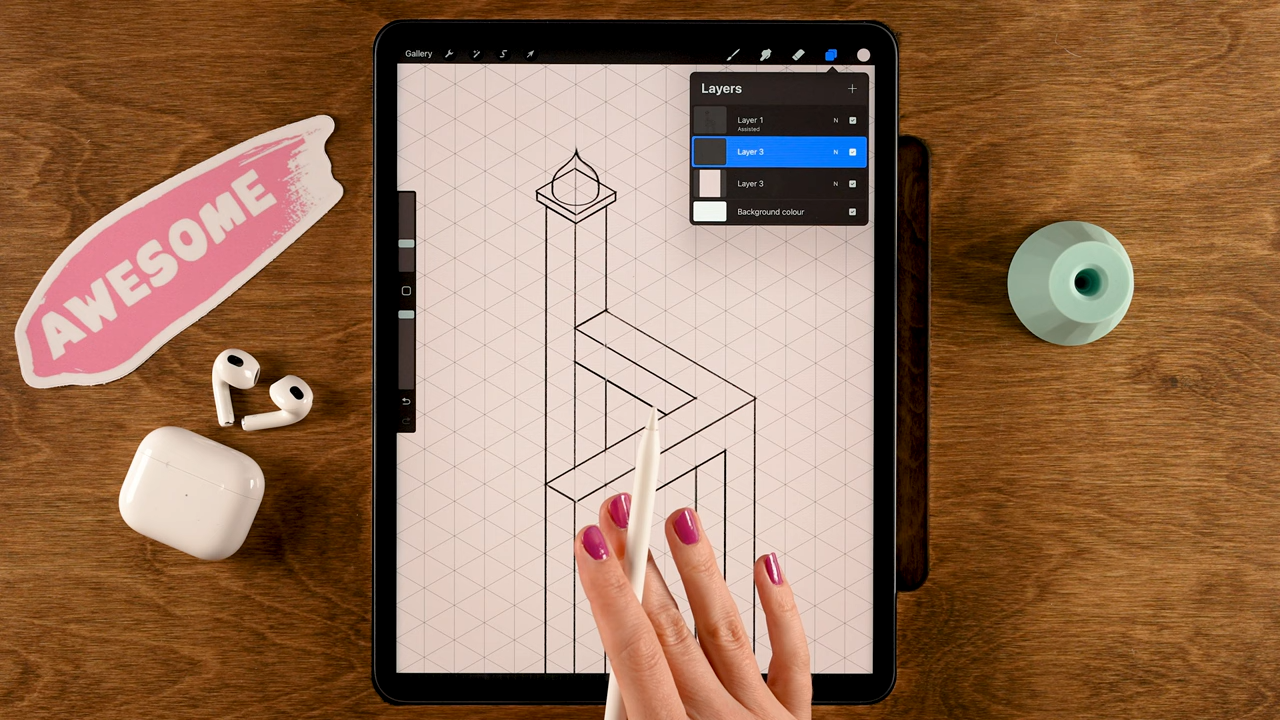 Gallery
Layers
Layer 1
N
Assisted
Layer 3
N
Layer 3
N
Background colour
AWESOME